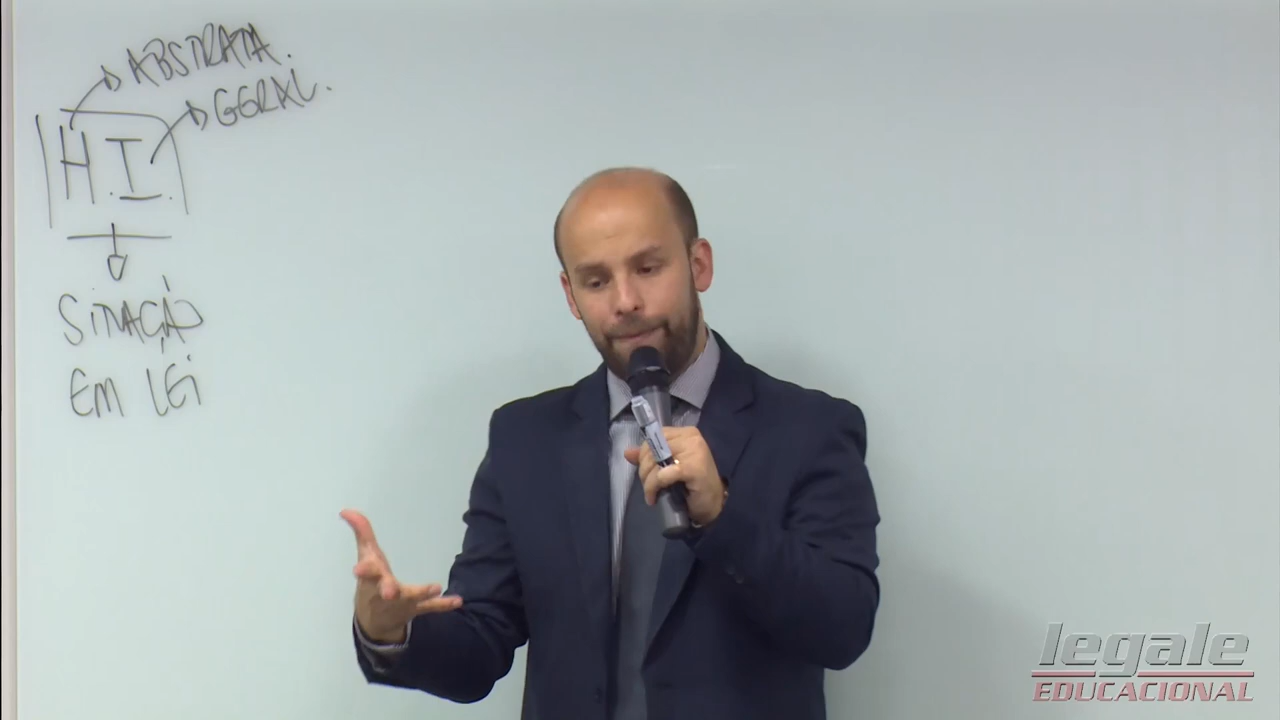 ABSTRATA.
GERAL.
H.I.
SITUAÇÃO
EM LEI
legale
EDUCACIONAL